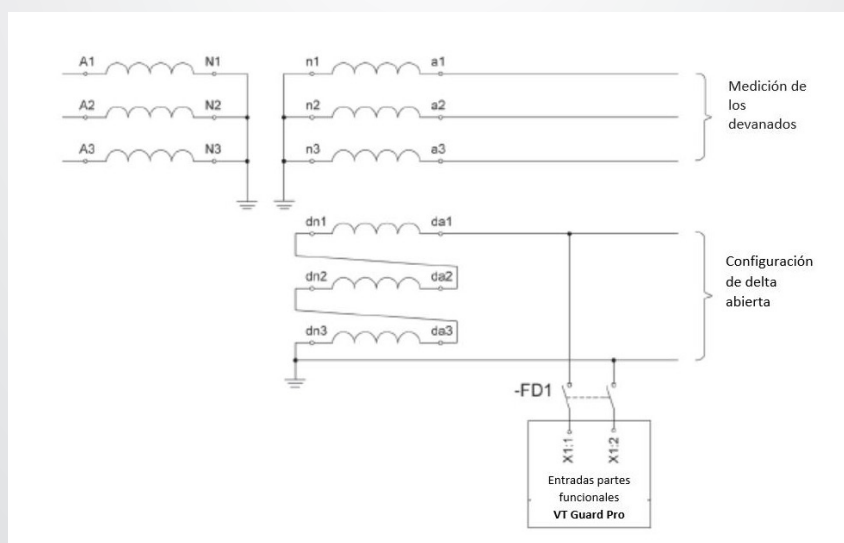 A1 N1 n1 a1
A2 N2 n2 a2
A3 N3 n3 a3
Medición de
los
devanados
dn1 da1
dn2 da2
dn3 da3
Configuración
de delta
abierta
-FD1
X1:1 X1:2
Entradas partes
funcionales
VT Guard Pro